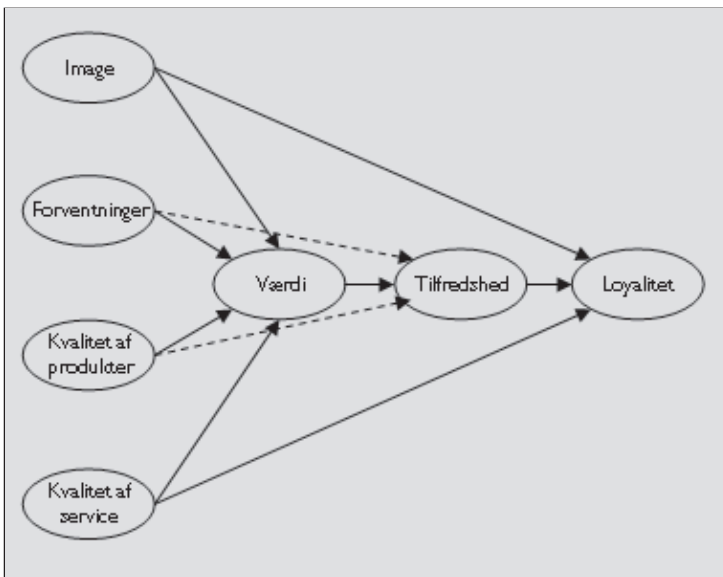 Image
Forventninger
Værdi
Tilfredshed
Loyalitet
Kvalitet af
produkter
Kvalitet af
service